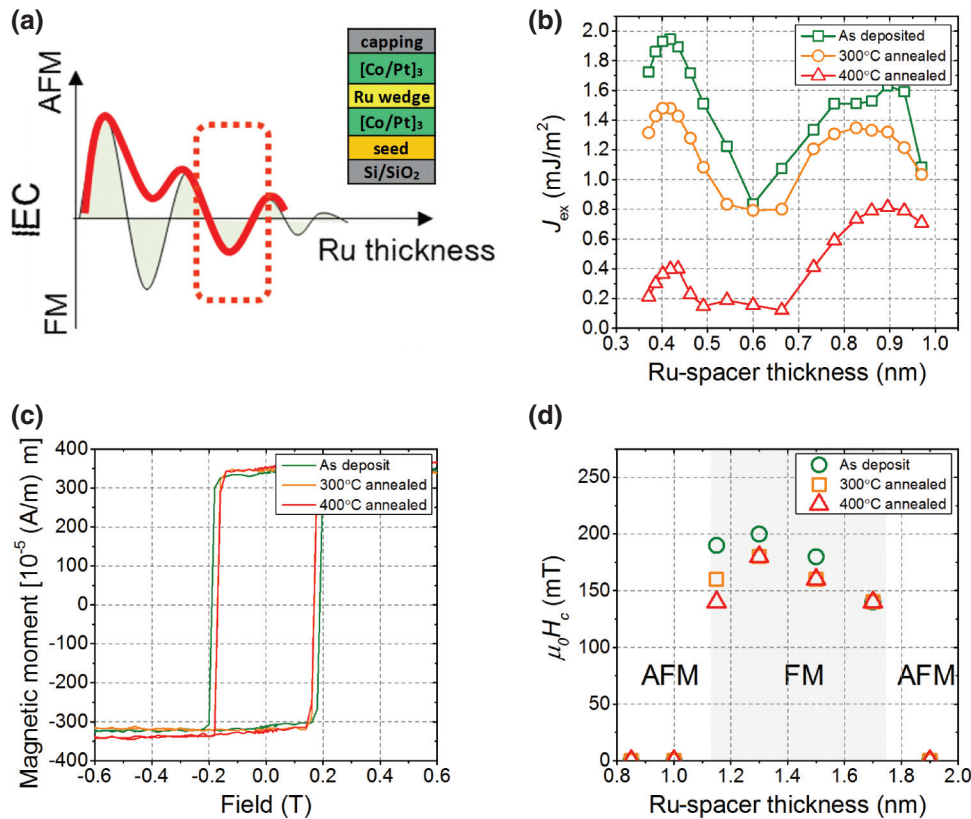 (a)
AFM
IEC
FM
Ru thickness
capping
[Co/Pt]₃
Ru wedge
[Co/Pt]₃
seed
Si/SiO₂
(b)
2.0
1.8
1.6
1.4
1.2
1.0
0.8
0.6
0.4
0.2
0.0
J_ex (mJ/m²)
As deposited
300°C annealed
400°C annealed
0.3 0.4 0.5 0.6 0.7 0.8 0.9 1.0
Ru-spacer thickness (nm)
(c)
400
300
200
100
0
-100
-200
-300
-400
Magnetic moment [10⁻⁵ (A/m) m]
As deposit
300°C annealed
400°C annealed
-0.6 -0.4 -0.2 0.0 0.2 0.4 0.6
Field (T)
(d)
250
200
150
100
50
0
μ₀H_c (mT)
As deposit
300°C annealed
400°C annealed
AFM FM AFM
0.8 1.0 1.2 1.4 1.6 1.8 2.0
Ru-spacer thickness (nm)